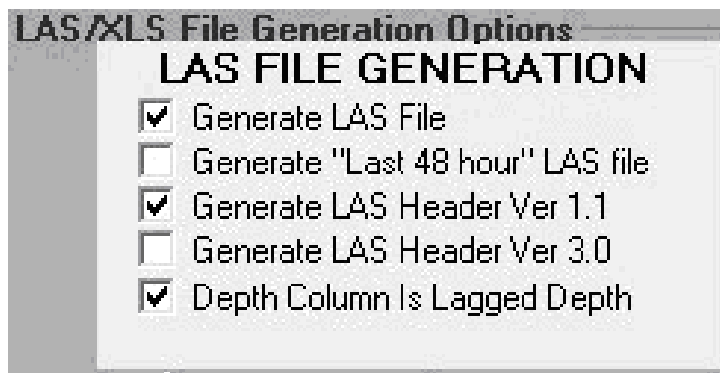 LAS/XLS File Generation Options
LAS FILE GENERATION
Generate LAS File
Generate "Last 48 hour" LAS file
Generate LAS Header Ver 1.1
Generate LAS Header Ver 3.0
Depth Column Is Lagged Depth